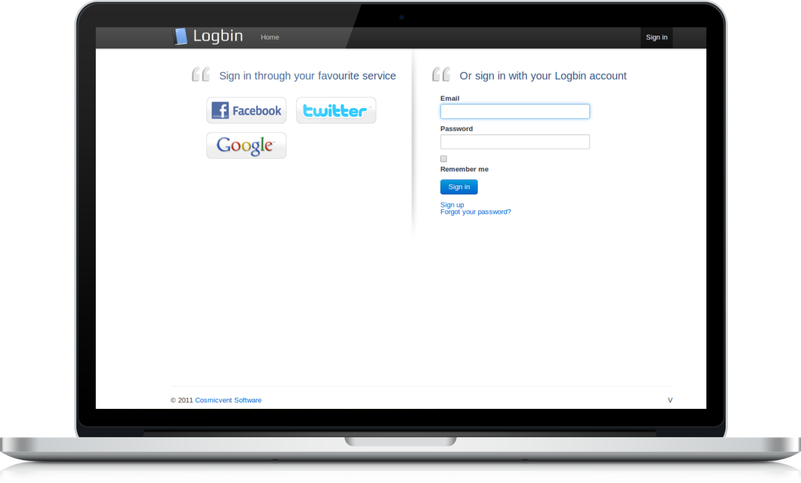 Logbin Home Sign in
Sign in through your favourite service
Facebook twitter
Google
Or sign in with your Logbin account
Email
Password
Remember me
Sign in
Sign up
Forgot your password?
© 2011 Cosmicvent Software V